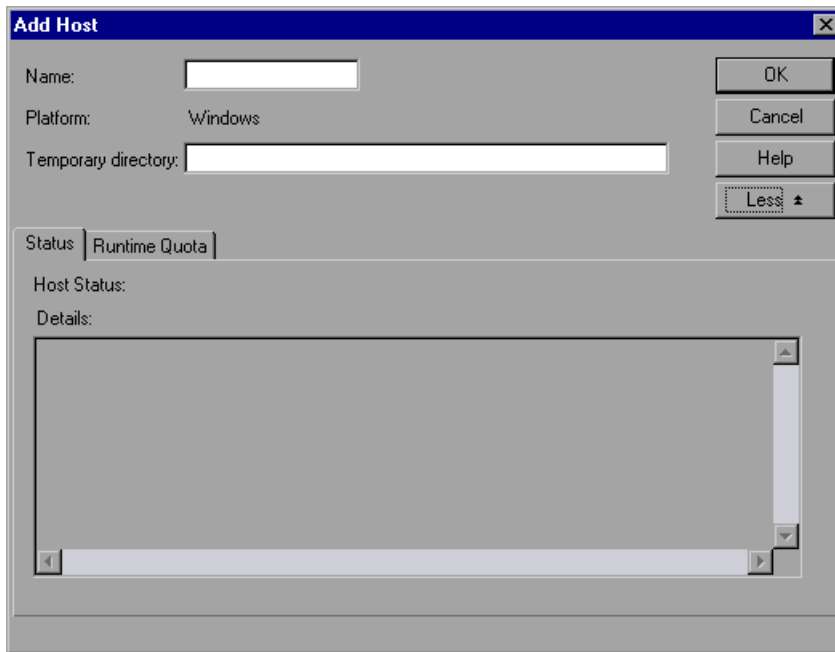 Add Host
Name:
OK
Platform: Windows
Cancel
Temporary directory:
Help
Less
Status Runtime Quota
Host Status:
Details: